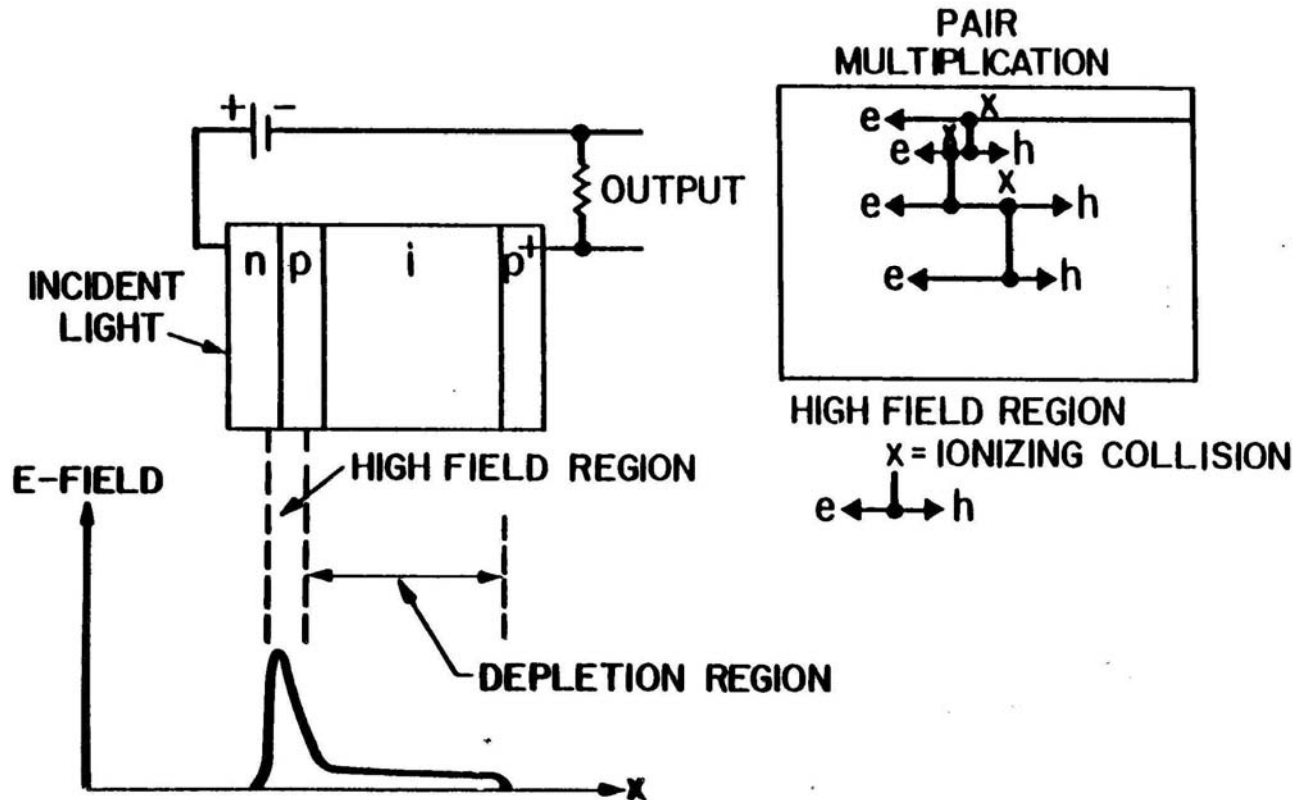 PAIR
MULTIPLICATION
+ -
e x
e x h
x
e h
e h
OUTPUT
n p i p+
INCIDENT
LIGHT
HIGH FIELD REGION
x = IONIZING COLLISION
e h
HIGH FIELD REGION
E-FIELD
DEPLETION REGION
x